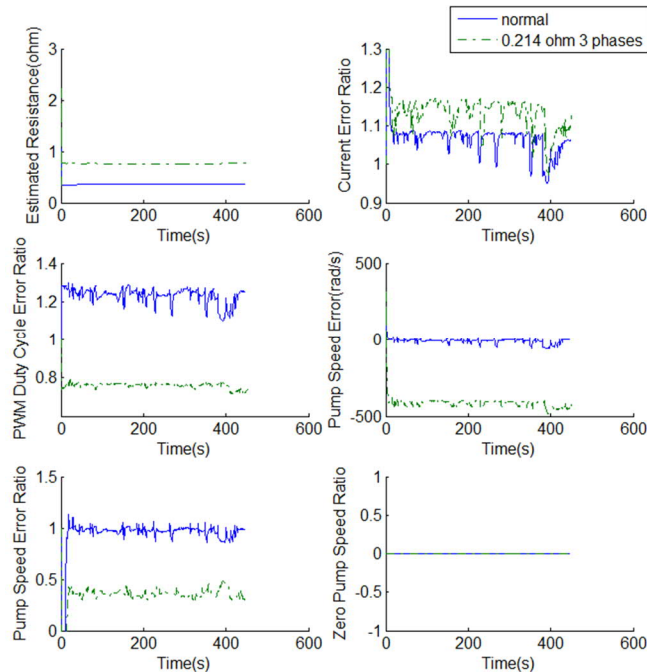 normal
0.214 ohm 3 phases
Estimated Resistance(ohm)
3
2
1
0
0 200 400 600
Time(s)
Current Error Ratio
1.3
1.2
1.1
1
0.9
0 200 400 600
Time(s)
PWM Duty Cycle Error Ratio
1.4
1.2
1
0.8
0 200 400 600
Time(s)
Pump Speed Error(rad/s)
500
0
-500
0 200 400 600
Time(s)
Pump Speed Error Ratio
1.5
1
0.5
0
0 200 400 600
Time(s)
Zero Pump Speed Ratio
1
0.5
0
-0.5
-1
0 200 400 600
Time(s)